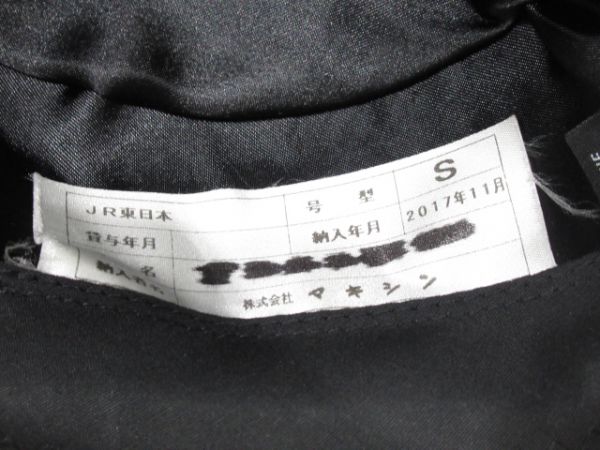 JR東日本 号型 S
貸与年月 納入年月 2017年11月
名
株式会社 マキシン